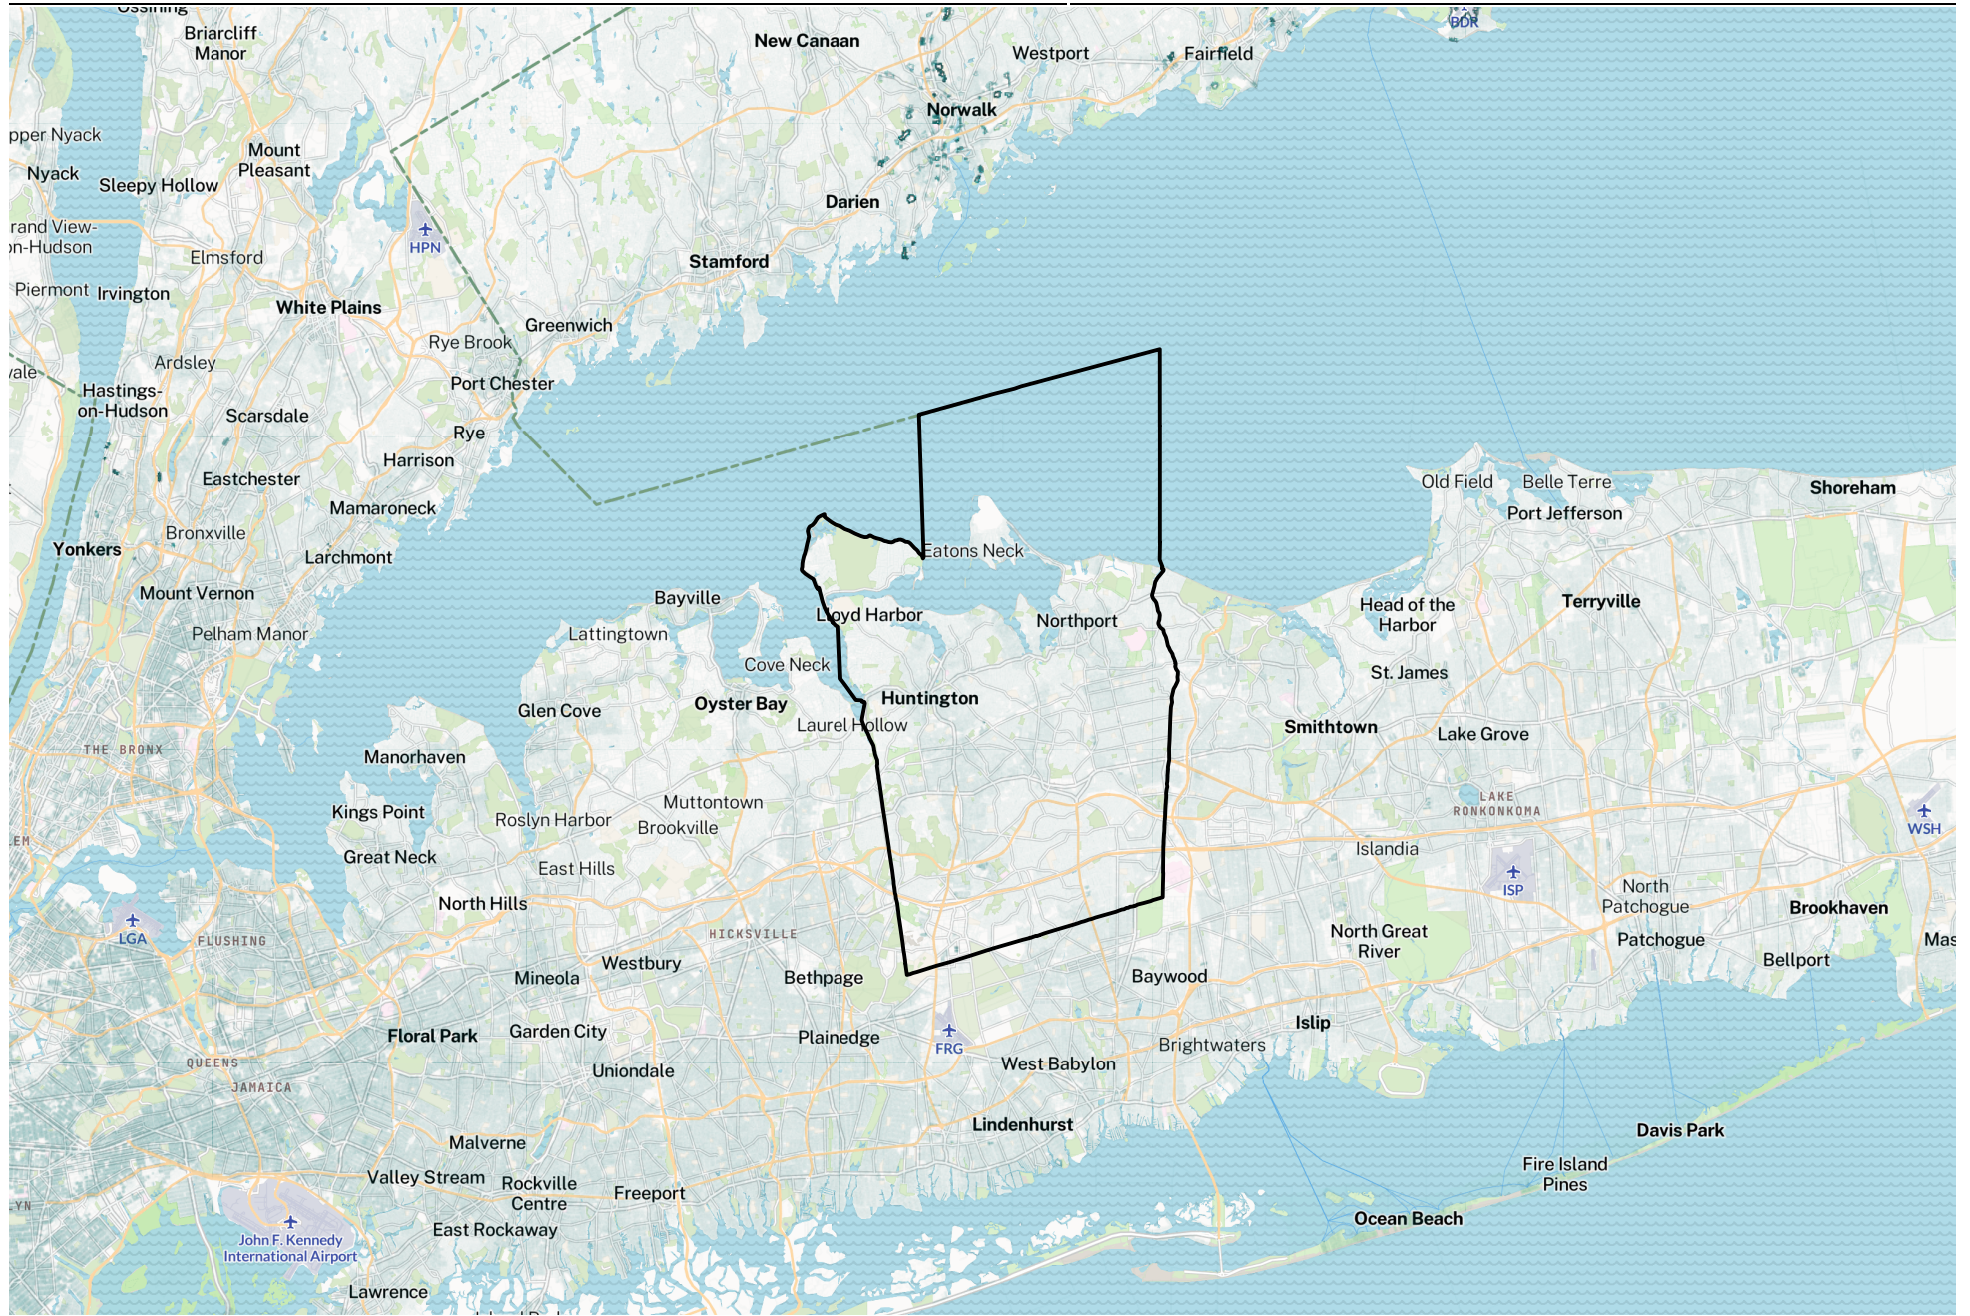 Ossining
Briarcliff
Manor
New Canaan
Westport
Fairfield
BDR
Norwalk
pper Nyack
Mount
Pleasant
Nyack
Sleepy Hollow
Darien
rand View-
on-Hudson
HPN
Elmsford
Stamford
Piermont
Irvington
White Plains
Greenwich
Rye Brook
Ardsley
vale
Port Chester
Hastings-
on-Hudson
Scarsdale
Rye
Harrison
Eastchester
Old Field
Belle Terre
Shoreham
Mamaroneck
Port Jefferson
Bronxville
Yonkers
Larchmont
Eatons Neck
Mount Vernon
Bayville
Head of the
Harbor
Terryville
Lloyd Harbor
Northport
Pelham Manor
Lattingtown
Cove Neck
St. James
Huntington
Oyster Bay
Glen Cove
Laurel Hollow
Smithtown
Lake Grove
THE BRONX
Manorhaven
LAKE
RONKONKOMA
Muttontown
Kings Point
Roslyn Harbor
Brookville
WSH
LEM
Great Neck
Islandia
East Hills
ISP
North
Patchogue
North Hills
Brookhaven
LGA
FLUSHING
HICKSVILLE
North Great
River
Patchogue
Mas
Westbury
Bellport
Mineola
Bethpage
Baywood
Floral Park
Garden City
Plainedge
FRG
Islip
Brightwaters
QUEENS
JAMAICA
Uniondale
West Babylon
Lindenhurst
Davis Park
Malverne
Valley Stream
Rockville
Centre
Freeport
Fire Island
Pines
YN
Ocean Beach
East Rockaway
John F. Kennedy
International Airport
Lawrence